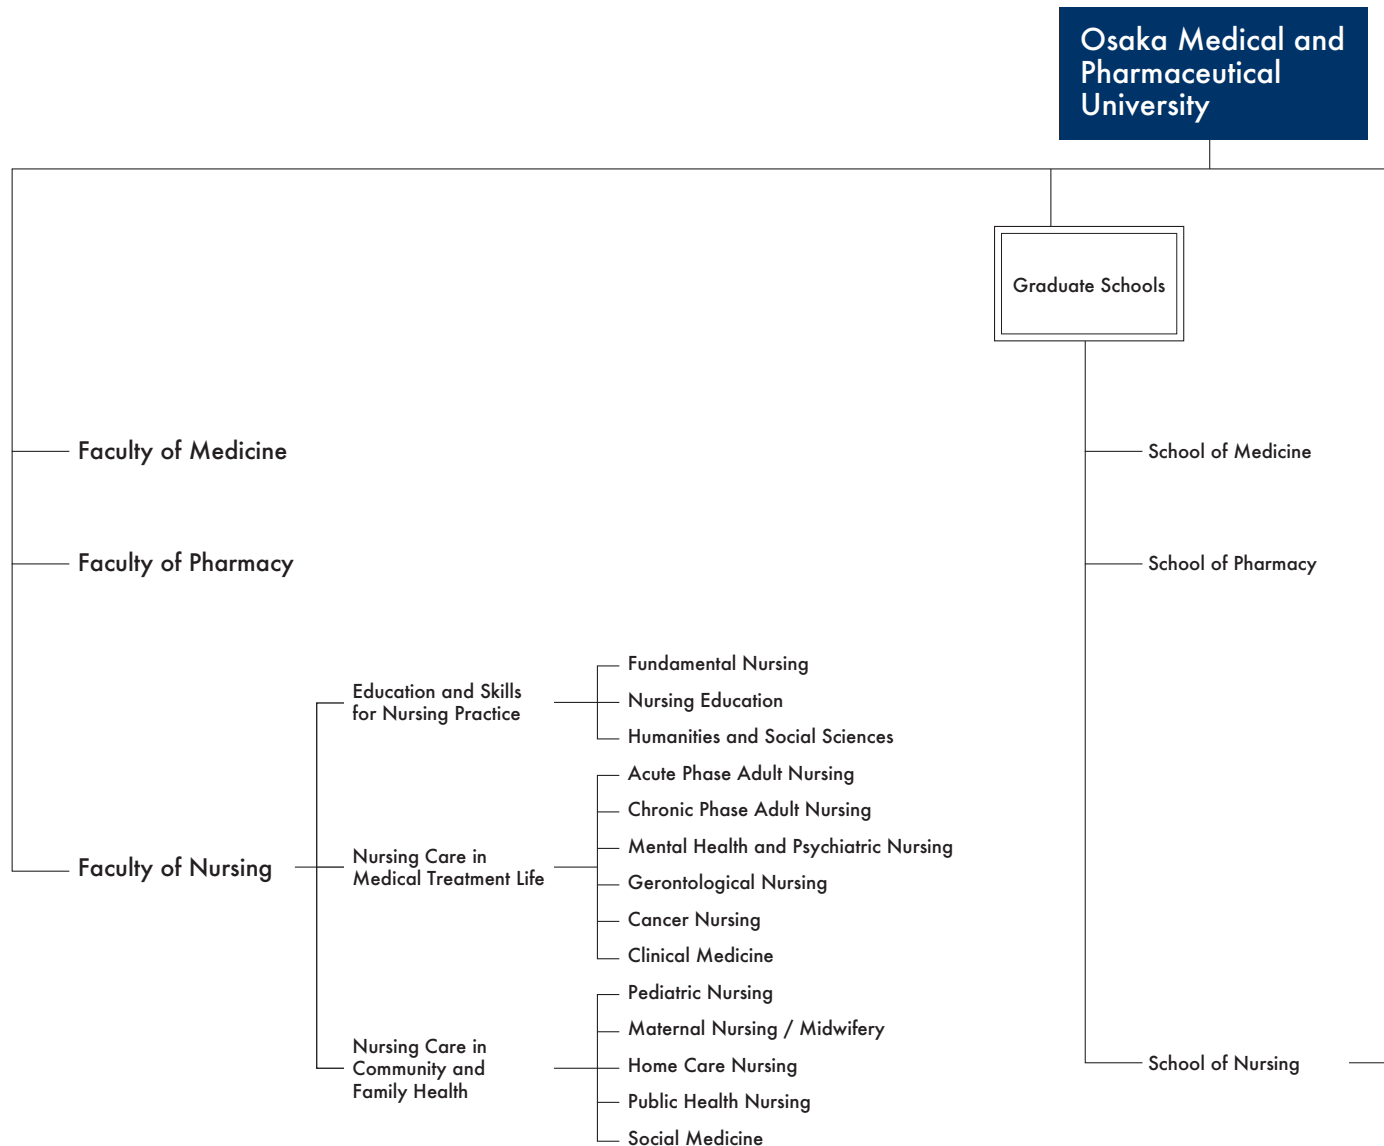 Osaka Medical and
Pharmaceutical
University
Graduate Schools
Faculty of Medicine
School of Medicine
Faculty of Pharmacy
School of Pharmacy
Faculty of Nursing
Education and Skills
for Nursing Practice
Fundamental Nursing
Nursing Education
Humanities and Social Sciences
Nursing Care in
Medical Treatment Life
Acute Phase Adult Nursing
Chronic Phase Adult Nursing
Mental Health and Psychiatric Nursing
Gerontological Nursing
Cancer Nursing
Clinical Medicine
Nursing Care in
Community and
Family Health
Pediatric Nursing
Maternal Nursing / Midwifery
Home Care Nursing
Public Health Nursing
Social Medicine
School of Nursing